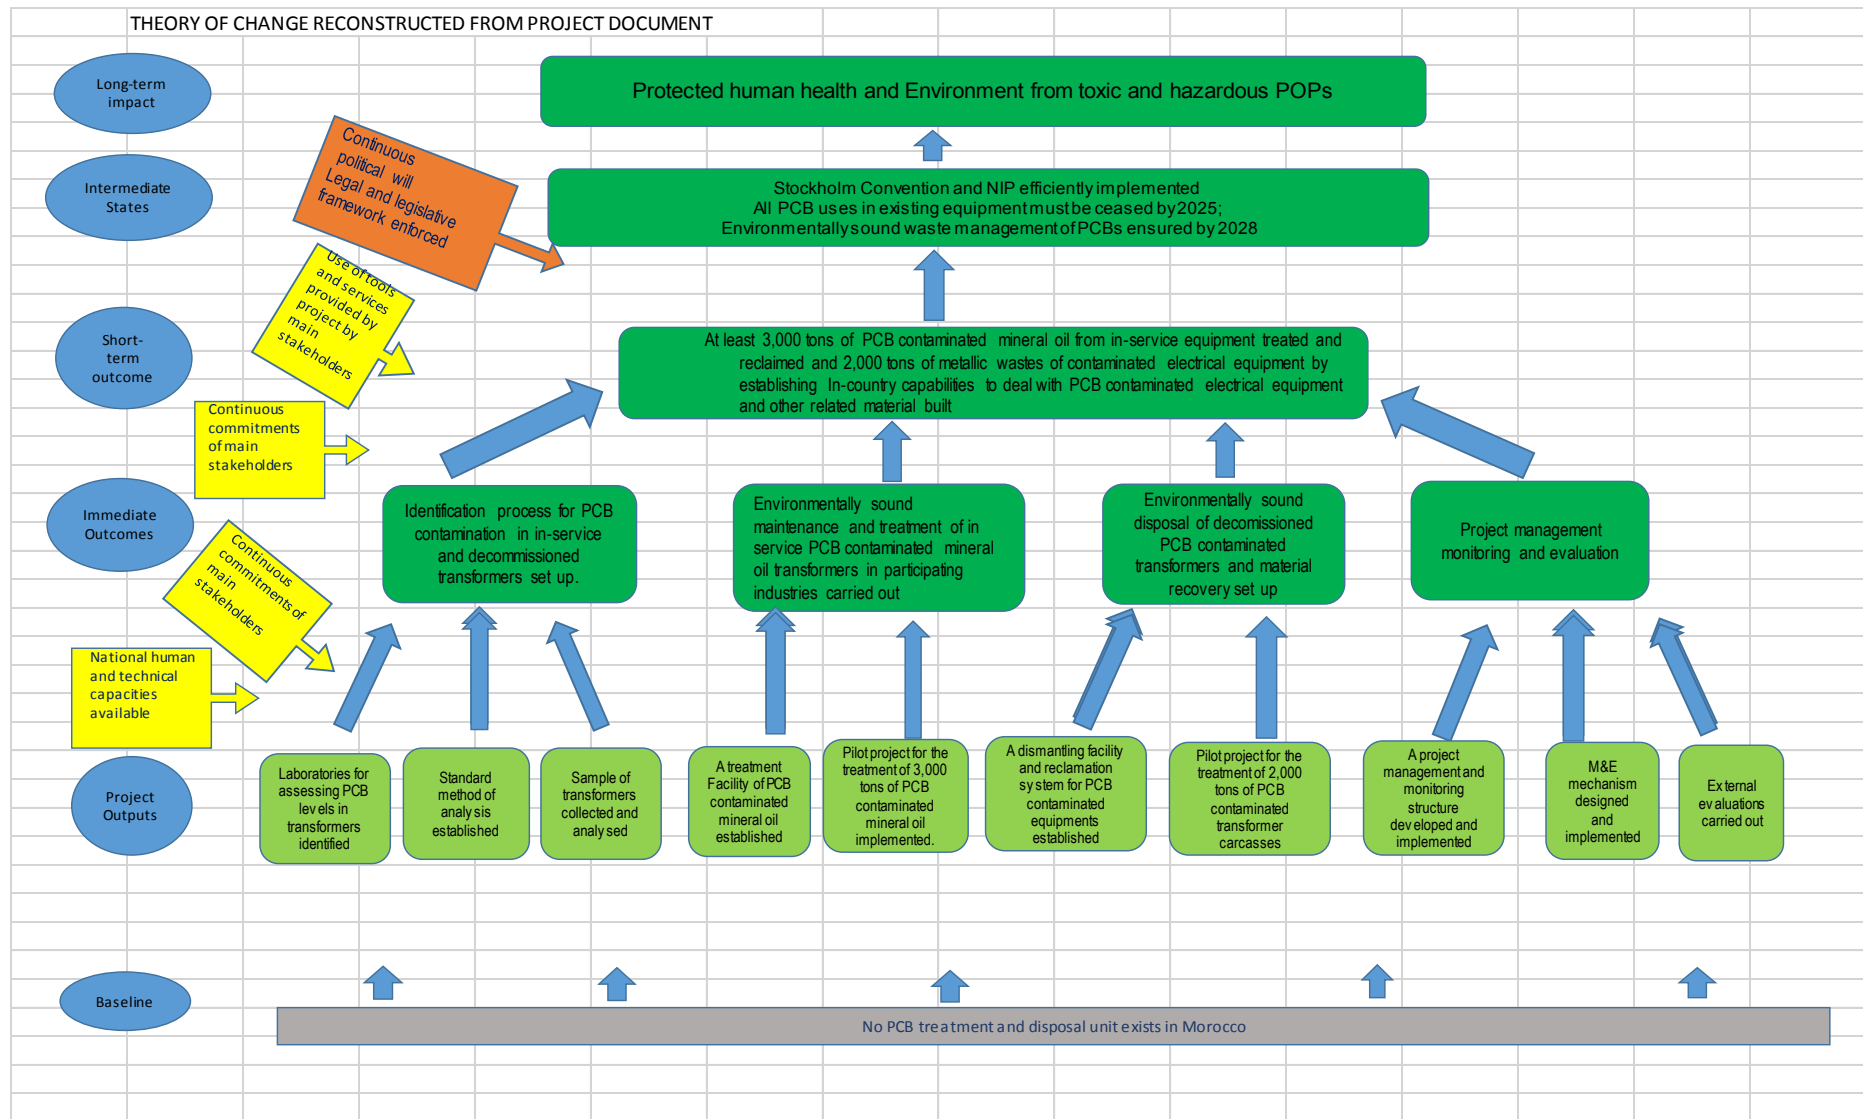 THEORY OF CHANGE RECONSTRUCTED FROM PROJECT DOCUMENT
Long-term
impact
Protected human health and Environment from toxic and hazardous POPs
Continuous
political will
Legal and legislative
framework enforced
Intermediate
States
Stockholm Convention and NIP efficiently implemented
All PCB uses in existing equipment must be ceased by 2025;
Environmentally sound waste management of PCBs ensured by 2028
Use of tools
and services
provided by
project by
main
stakeholders
Short-
term
outcome
At least 3,000 tons of PCB contaminated mineral oil from in-service equipment treated and
reclaimed and 2,000 tons of metallic wastes of contaminated electrical equipment by
establishing In-country capabilities to deal with PCB contaminated electrical equipment
and other related material built
Continuous
commitments
of main
stakeholders
Immediate
Outcomes
Identification process for PCB
contamination in in-service
and decommissioned
transformers set up.
Environmentally sound
maintenance and treatment of in
service PCB contaminated mineral
oil transformers in participating
industries carried out
Environmentally sound
disposal of decomissioned
PCB contaminated
transformers and material
recovery set up
Project management
monitoring and evaluation
Continuous
commitments of
main
stakeholders
National human
and technical
capacities
available
Project
Outputs
Laboratories for
assessing PCB
levels in
transformers
identified
Standard
method of
analysis
established
Sample of
transformers
collected and
analysed
A treatment
Facility of PCB
contaminated
mineral oil
established
Pilot project for the
treatment of 3,000
tons of PCB
contaminated
mineral oil
implemented.
A dismantling facility
and reclamation
system for PCB
contaminated
equipments
established
Pilot project for the
treatment of 2,000
tons of PCB
contaminated
transformer
carcasses
A project
management and
monitoring
structure
developed and
implemented
M&E
mechanism
designed
and
implemented
External
evaluations
carried out
Baseline
No PCB treatment and disposal unit exists in Morocco